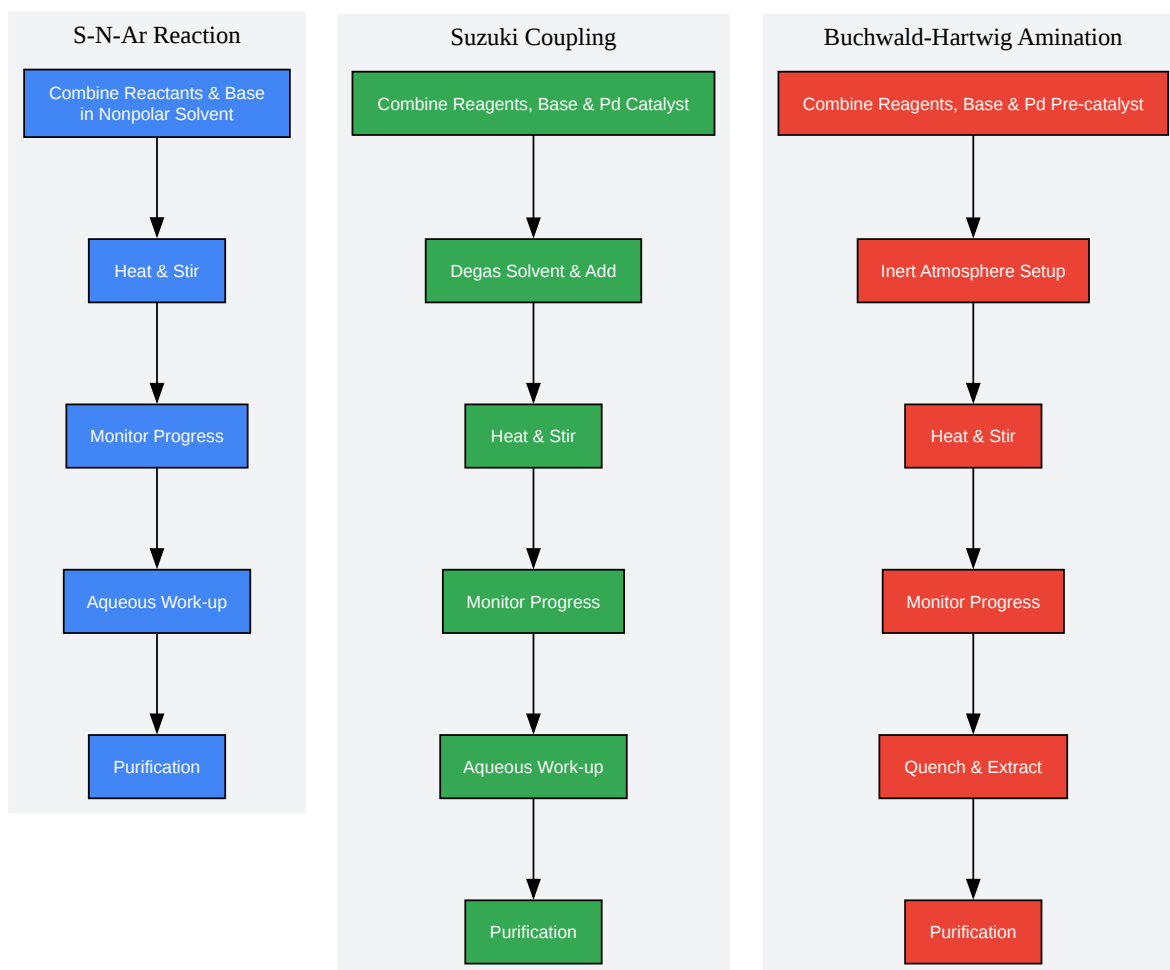 S-N-Ar Reaction
Combine Reactants & Base
in Nonpolar Solvent
Heat & Stir
Monitor Progress
Aqueous Work-up
Purification
Suzuki Coupling
Combine Reagents, Base & Pd Catalyst
Degas Solvent & Add
Heat & Stir
Monitor Progress
Aqueous Work-up
Purification
Buchwald-Hartwig Amination
Combine Reagents, Base & Pd Pre-catalyst
Inert Atmosphere Setup
Heat & Stir
Monitor Progress
Quench & Extract
Purification